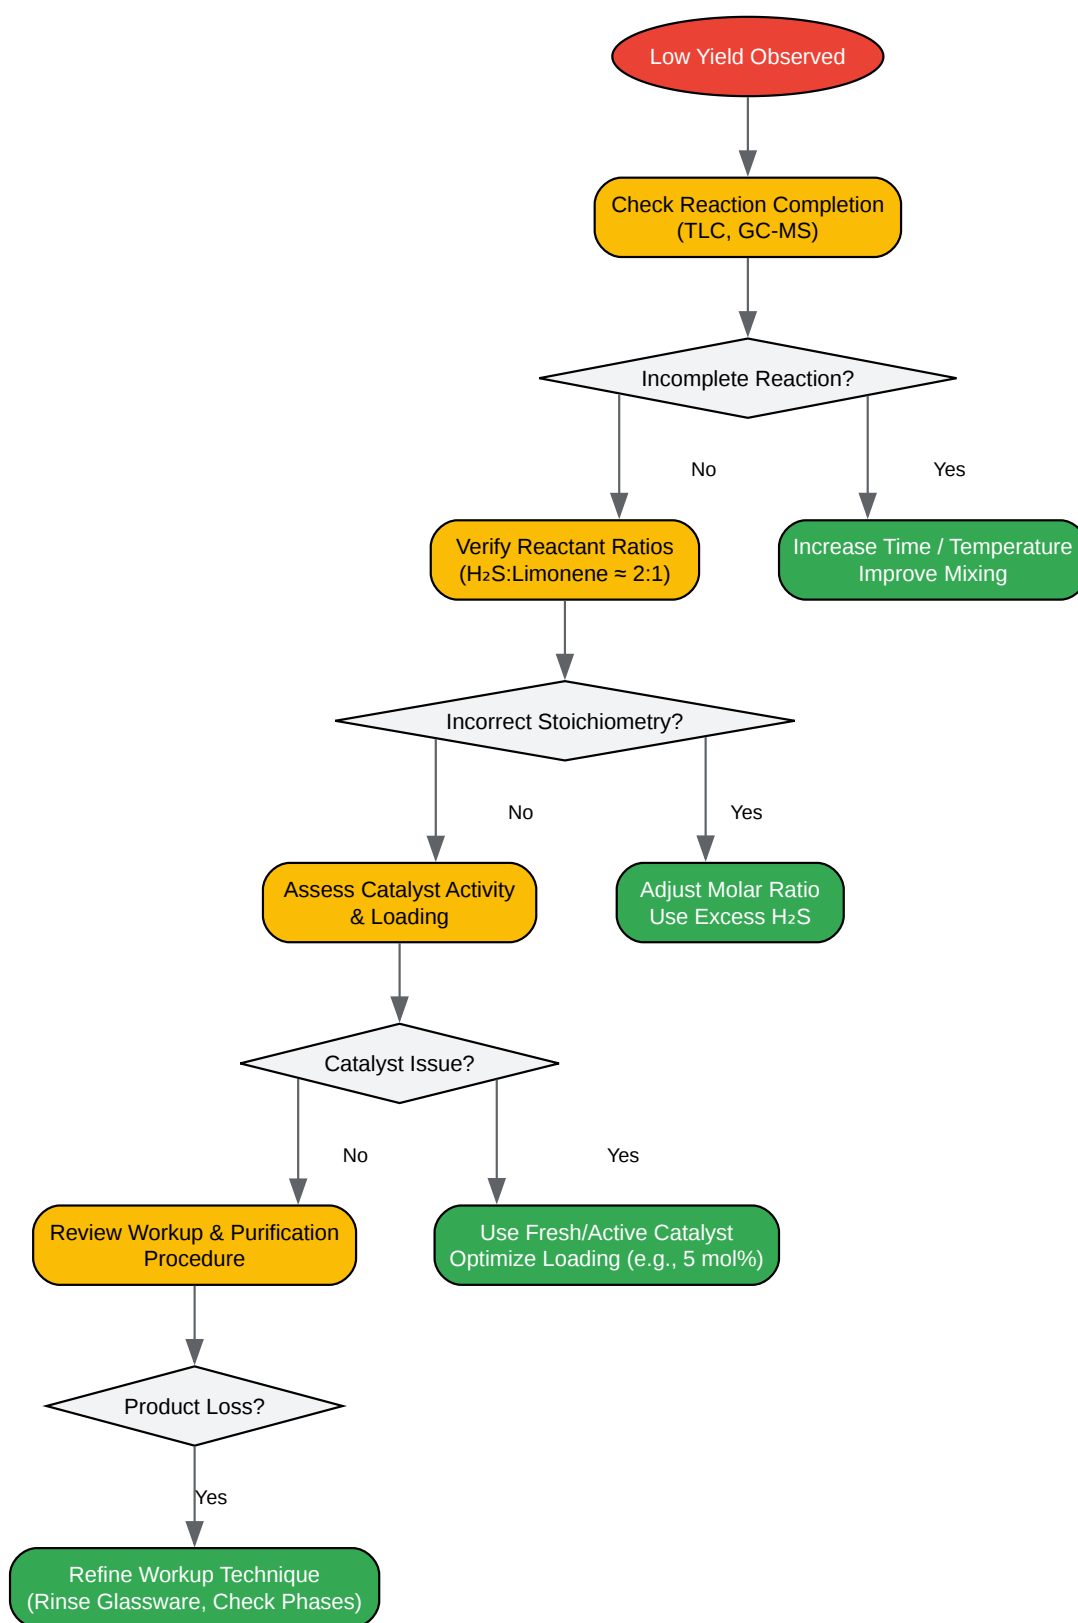 Low Yield Observed
Check Reaction Completion
(TLC, GC-MS)
Incomplete Reaction?
No
Yes
Verify Reactant Ratios
(H₂S:Limonene ≈ 2:1)
Increase Time / Temperature
Improve Mixing
Incorrect Stoichiometry?
No
Yes
Assess Catalyst Activity
& Loading
Adjust Molar Ratio
Use Excess H₂S
Catalyst Issue?
No
Yes
Review Workup & Purification
Procedure
Use Fresh/Active Catalyst
Optimize Loading (e.g., 5 mol%)
Product Loss?
Yes
Refine Workup Technique
(Rinse Glassware, Check Phases)